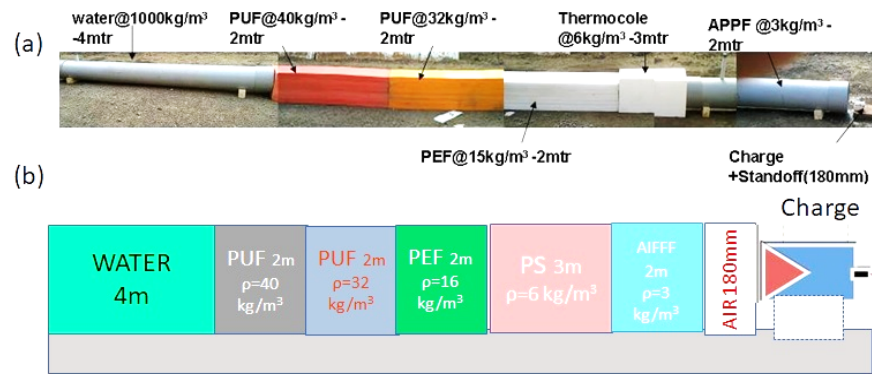 (a)
water@1000kg/m³
-4mtr
PUF@40kg/m³-
2mtr
PUF@32kg/m³-
2mtr
Thermocole
@6kg/m³-3mtr
APPF @3kg/m³-
2mtr
PEF@15kg/m³-2mtr
Charge
+Standoff(180mm)
(b)
Charge
WATER
4m
PUF 2m
ρ=40
kg/m³
PUF 2m
ρ=32
kg/m³
PEF 2m
ρ=16
kg/m³
PS 3m
ρ=6 kg/m³
AIFFF
2m
ρ=3
kg/m³
AIR 180mm